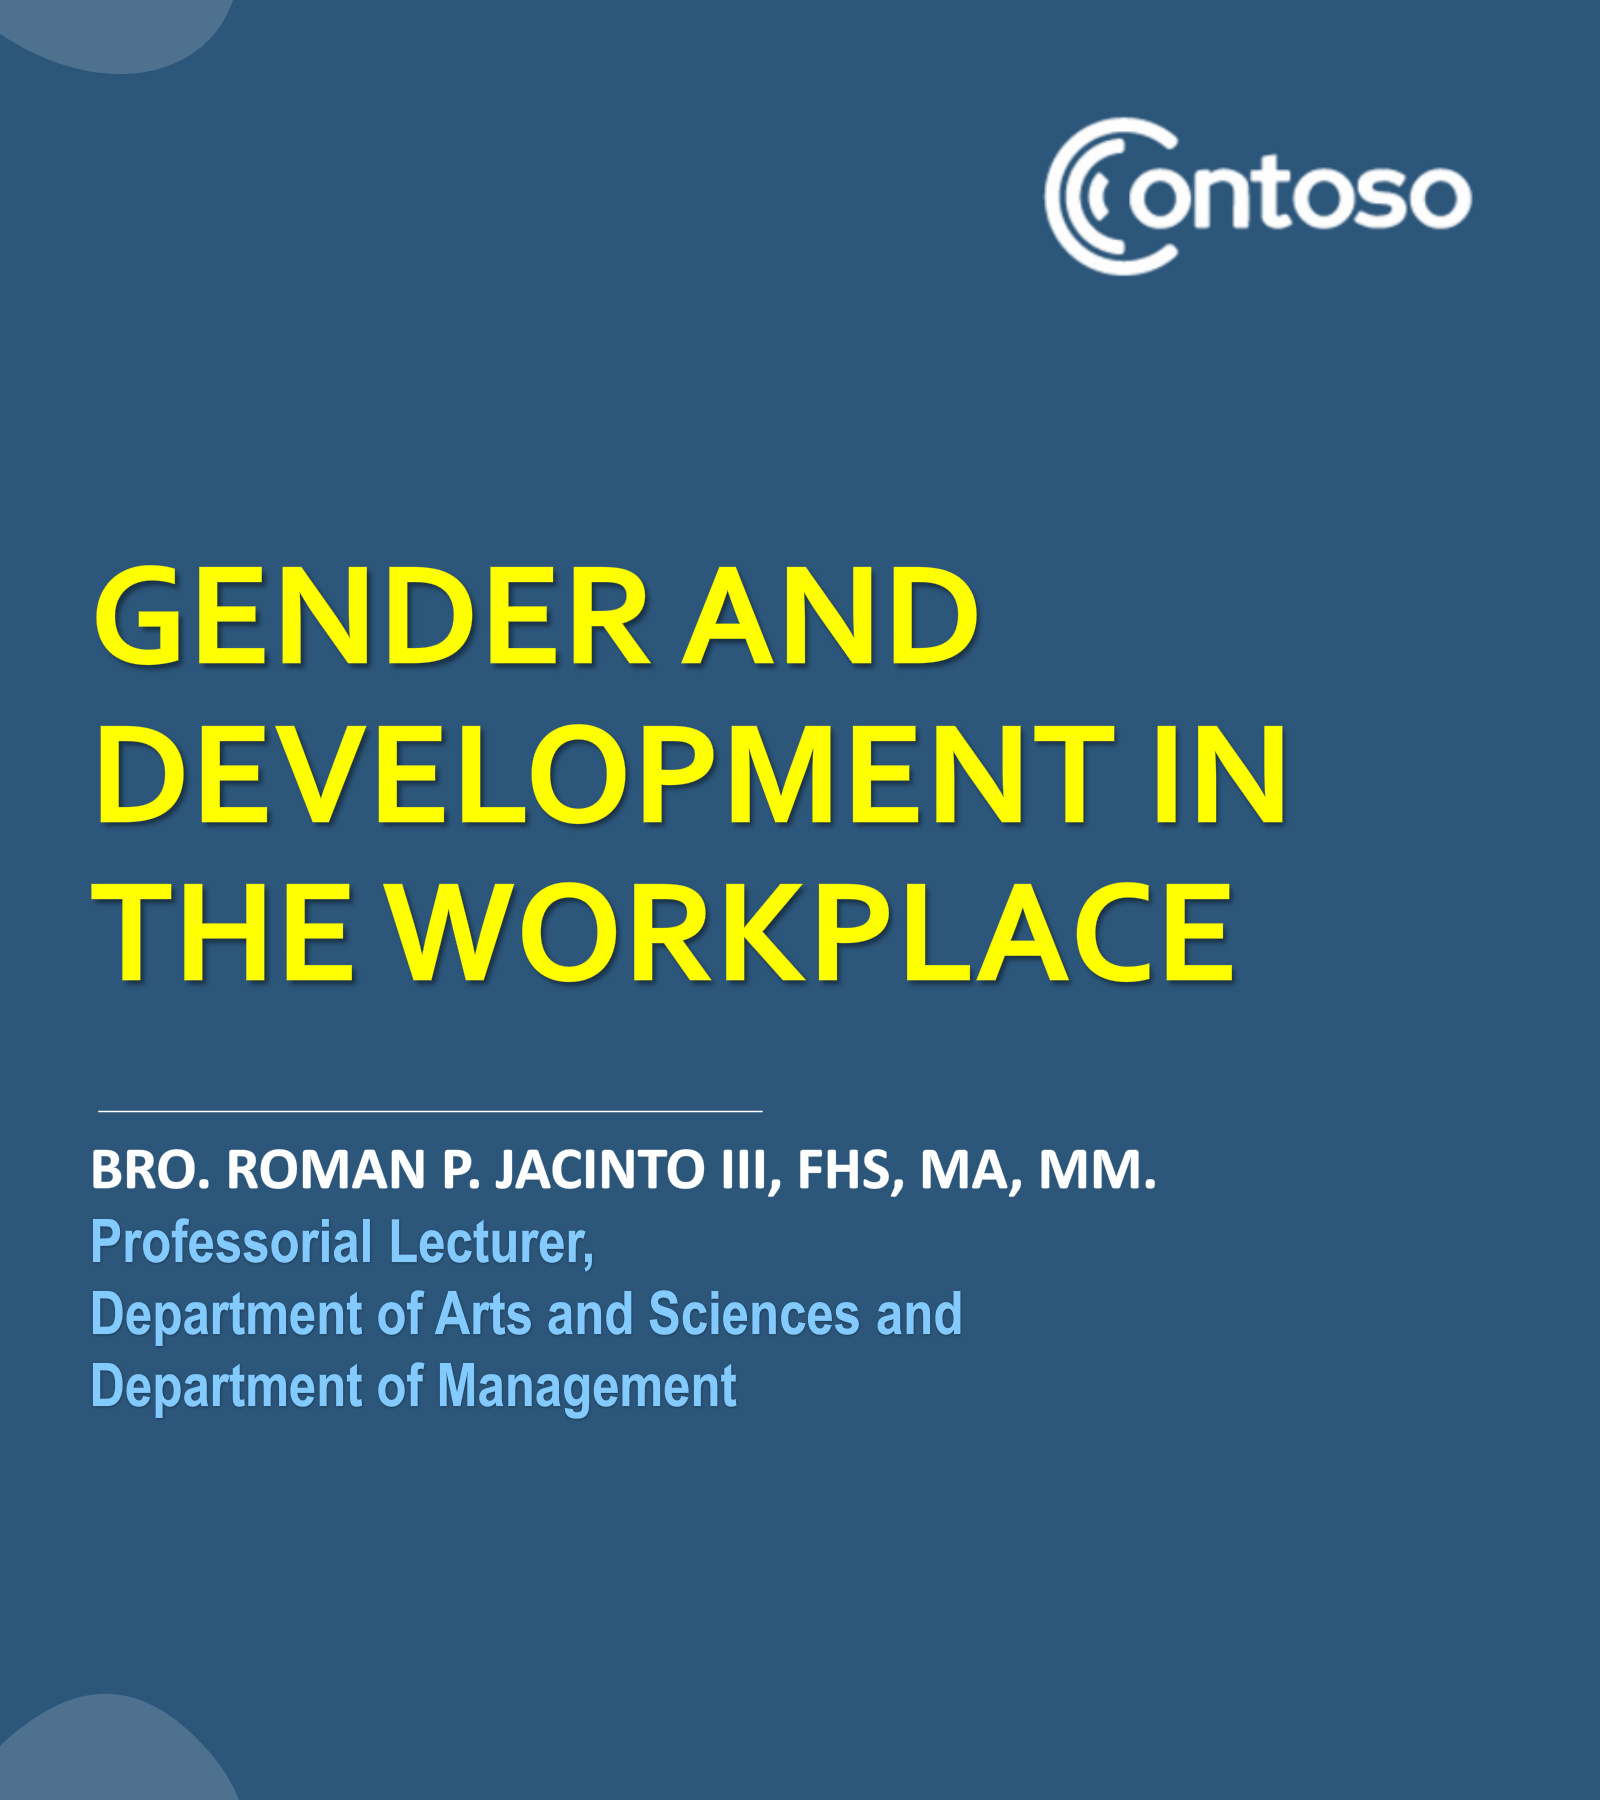 Contoso
GENDER AND
DEVELOPMENT IN
THE WORKPLACE
BRO. ROMAN P. JACINTO III, FHS, MA, MM.
Professorial Lecturer,
Department of Arts and Sciences and
Department of Management